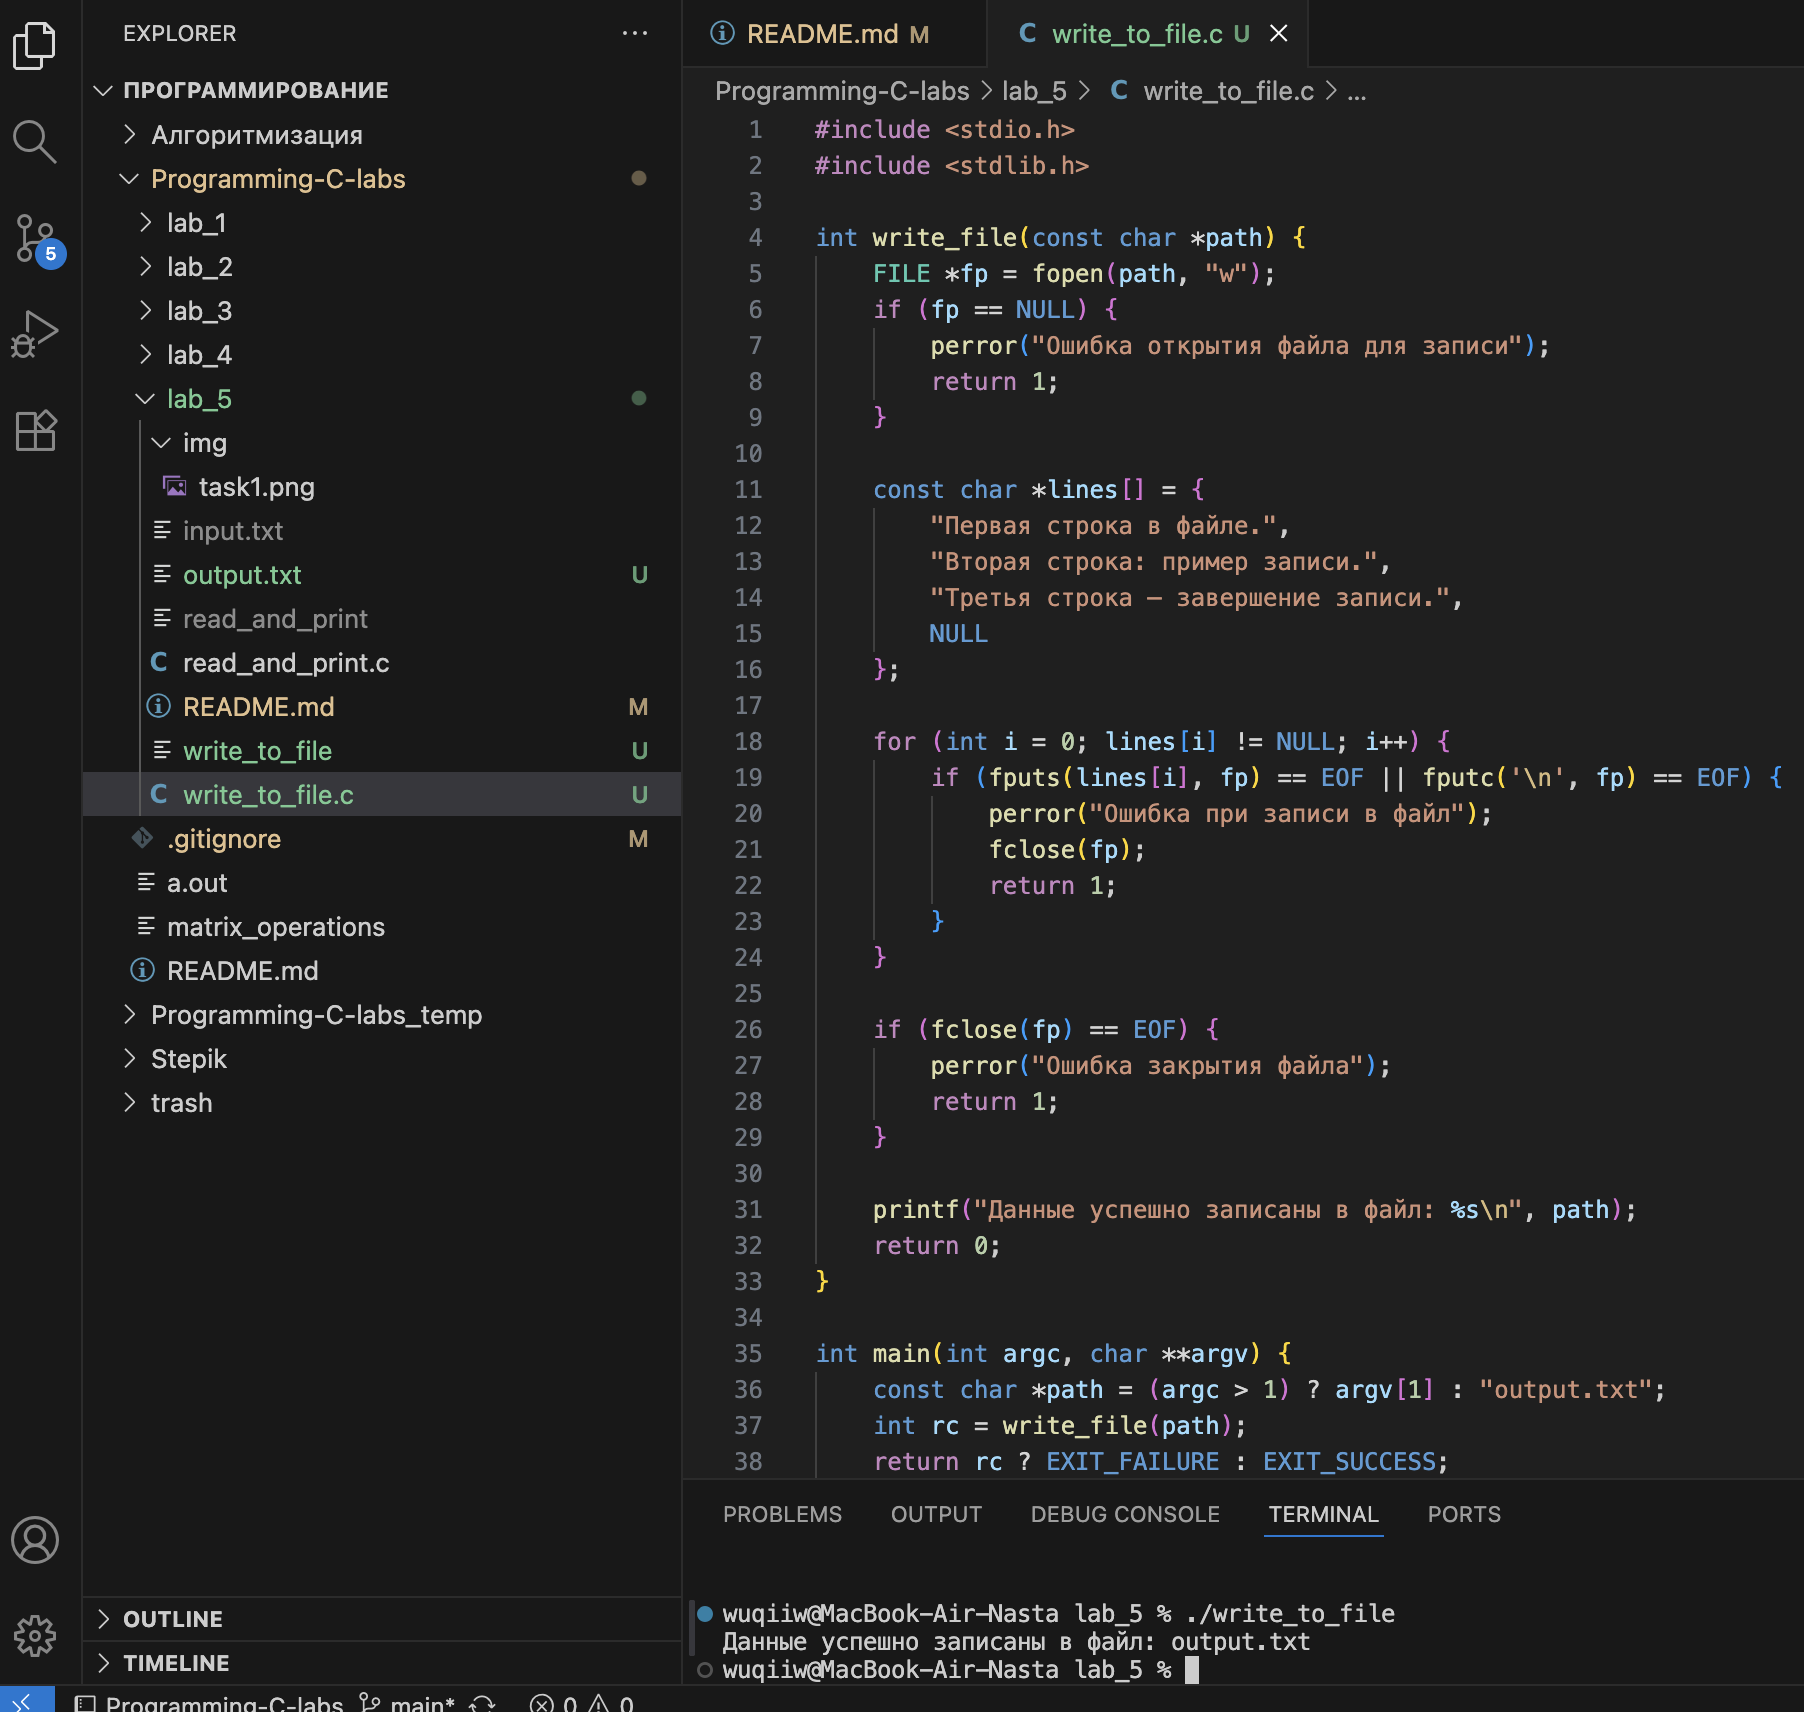 EXPLORER
ПРОГРАММИРОВАНИЕ
Алгоритмизация
Programming-C-labs
lab_1
lab_2
lab_3
lab_4
lab_5
img
task1.png
input.txt
output.txt U
read_and_print
read_and_print.c
README.md M
write_to_file U
write_to_file.c U
.gitignore M
a.out
matrix_operations
README.md
Programming-C-labs_temp
Stepik
trash
OUTLINE
TIMELINE
5
README.md M
write_to_file.c U
Programming-C-labs > lab_5 > C write_to_file.c > ...
1 #include <stdio.h>
2 #include <stdlib.h>
3
4 int write_file(const char *path) {
5 FILE *fp = fopen(path, "w");
6 if (fp == NULL) {
7 perror("Ошибка открытия файла для записи");
8 return 1;
9 }
10
11 const char *lines[] = {
12 "Первая строка в файле.",
13 "Вторая строка: пример записи.",
14 "Третья строка — завершение записи.",
15 NULL
16 };
17
18 for (int i = 0; lines[i] != NULL; i++) {
19 if (fputs(lines[i], fp) == EOF || fputc('\n', fp) == EOF) {
20 perror("Ошибка при записи в файл");
21 fclose(fp);
22 return 1;
23 }
24 }
25
26 if (fclose(fp) == EOF) {
27 perror("Ошибка закрытия файла");
28 return 1;
29 }
30
31 printf("Данные успешно записаны в файл: %s\n", path);
32 return 0;
33 }
34
35 int main(int argc, char **argv) {
36 const char *path = (argc > 1) ? argv[1] : "output.txt";
37 int rc = write_file(path);
38 return rc ? EXIT_FAILURE : EXIT_SUCCESS;
PROBLEMS OUTPUT DEBUG CONSOLE TERMINAL PORTS
wuqiiw@MacBook-Air-Nasta lab_5 % ./write_to_file
Данные успешно записаны в файл: output.txt
wuqiiw@MacBook-Air-Nasta lab_5 %
Programming-C-labs main* 0 0